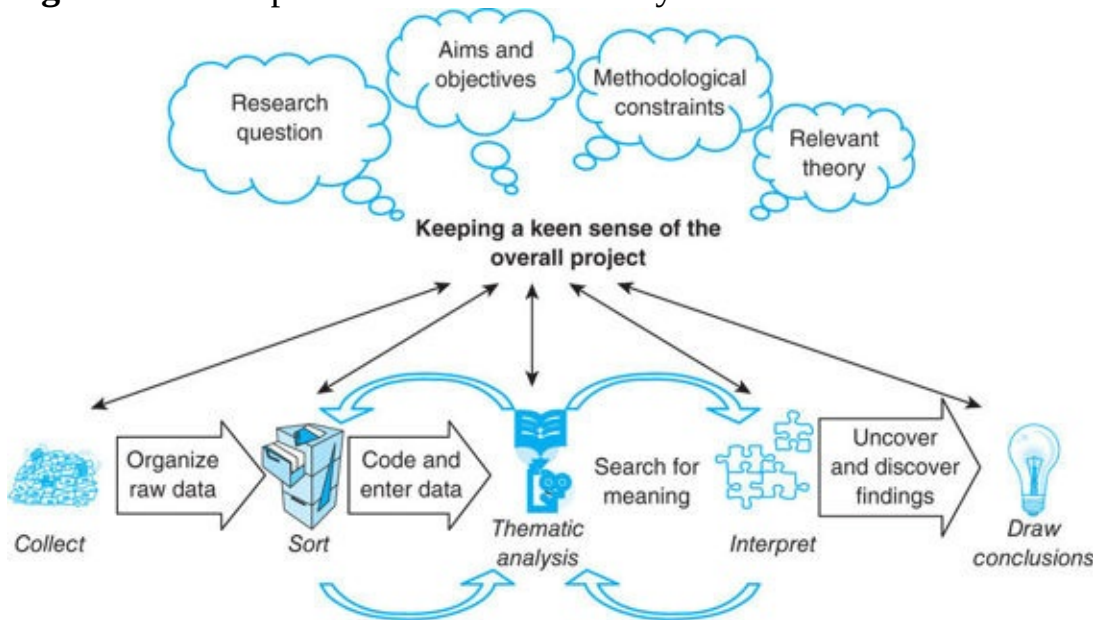 Research
question
Aims and
objectives
Methodological
constraints
Relevant
theory
Keeping a keen sense of the
overall project
Organize
raw data
Code and
enter data
Search for
meaning
Uncover
and discover
findings
Collect
Sort
Thematic
analysis
Interpret
Draw
conclusions